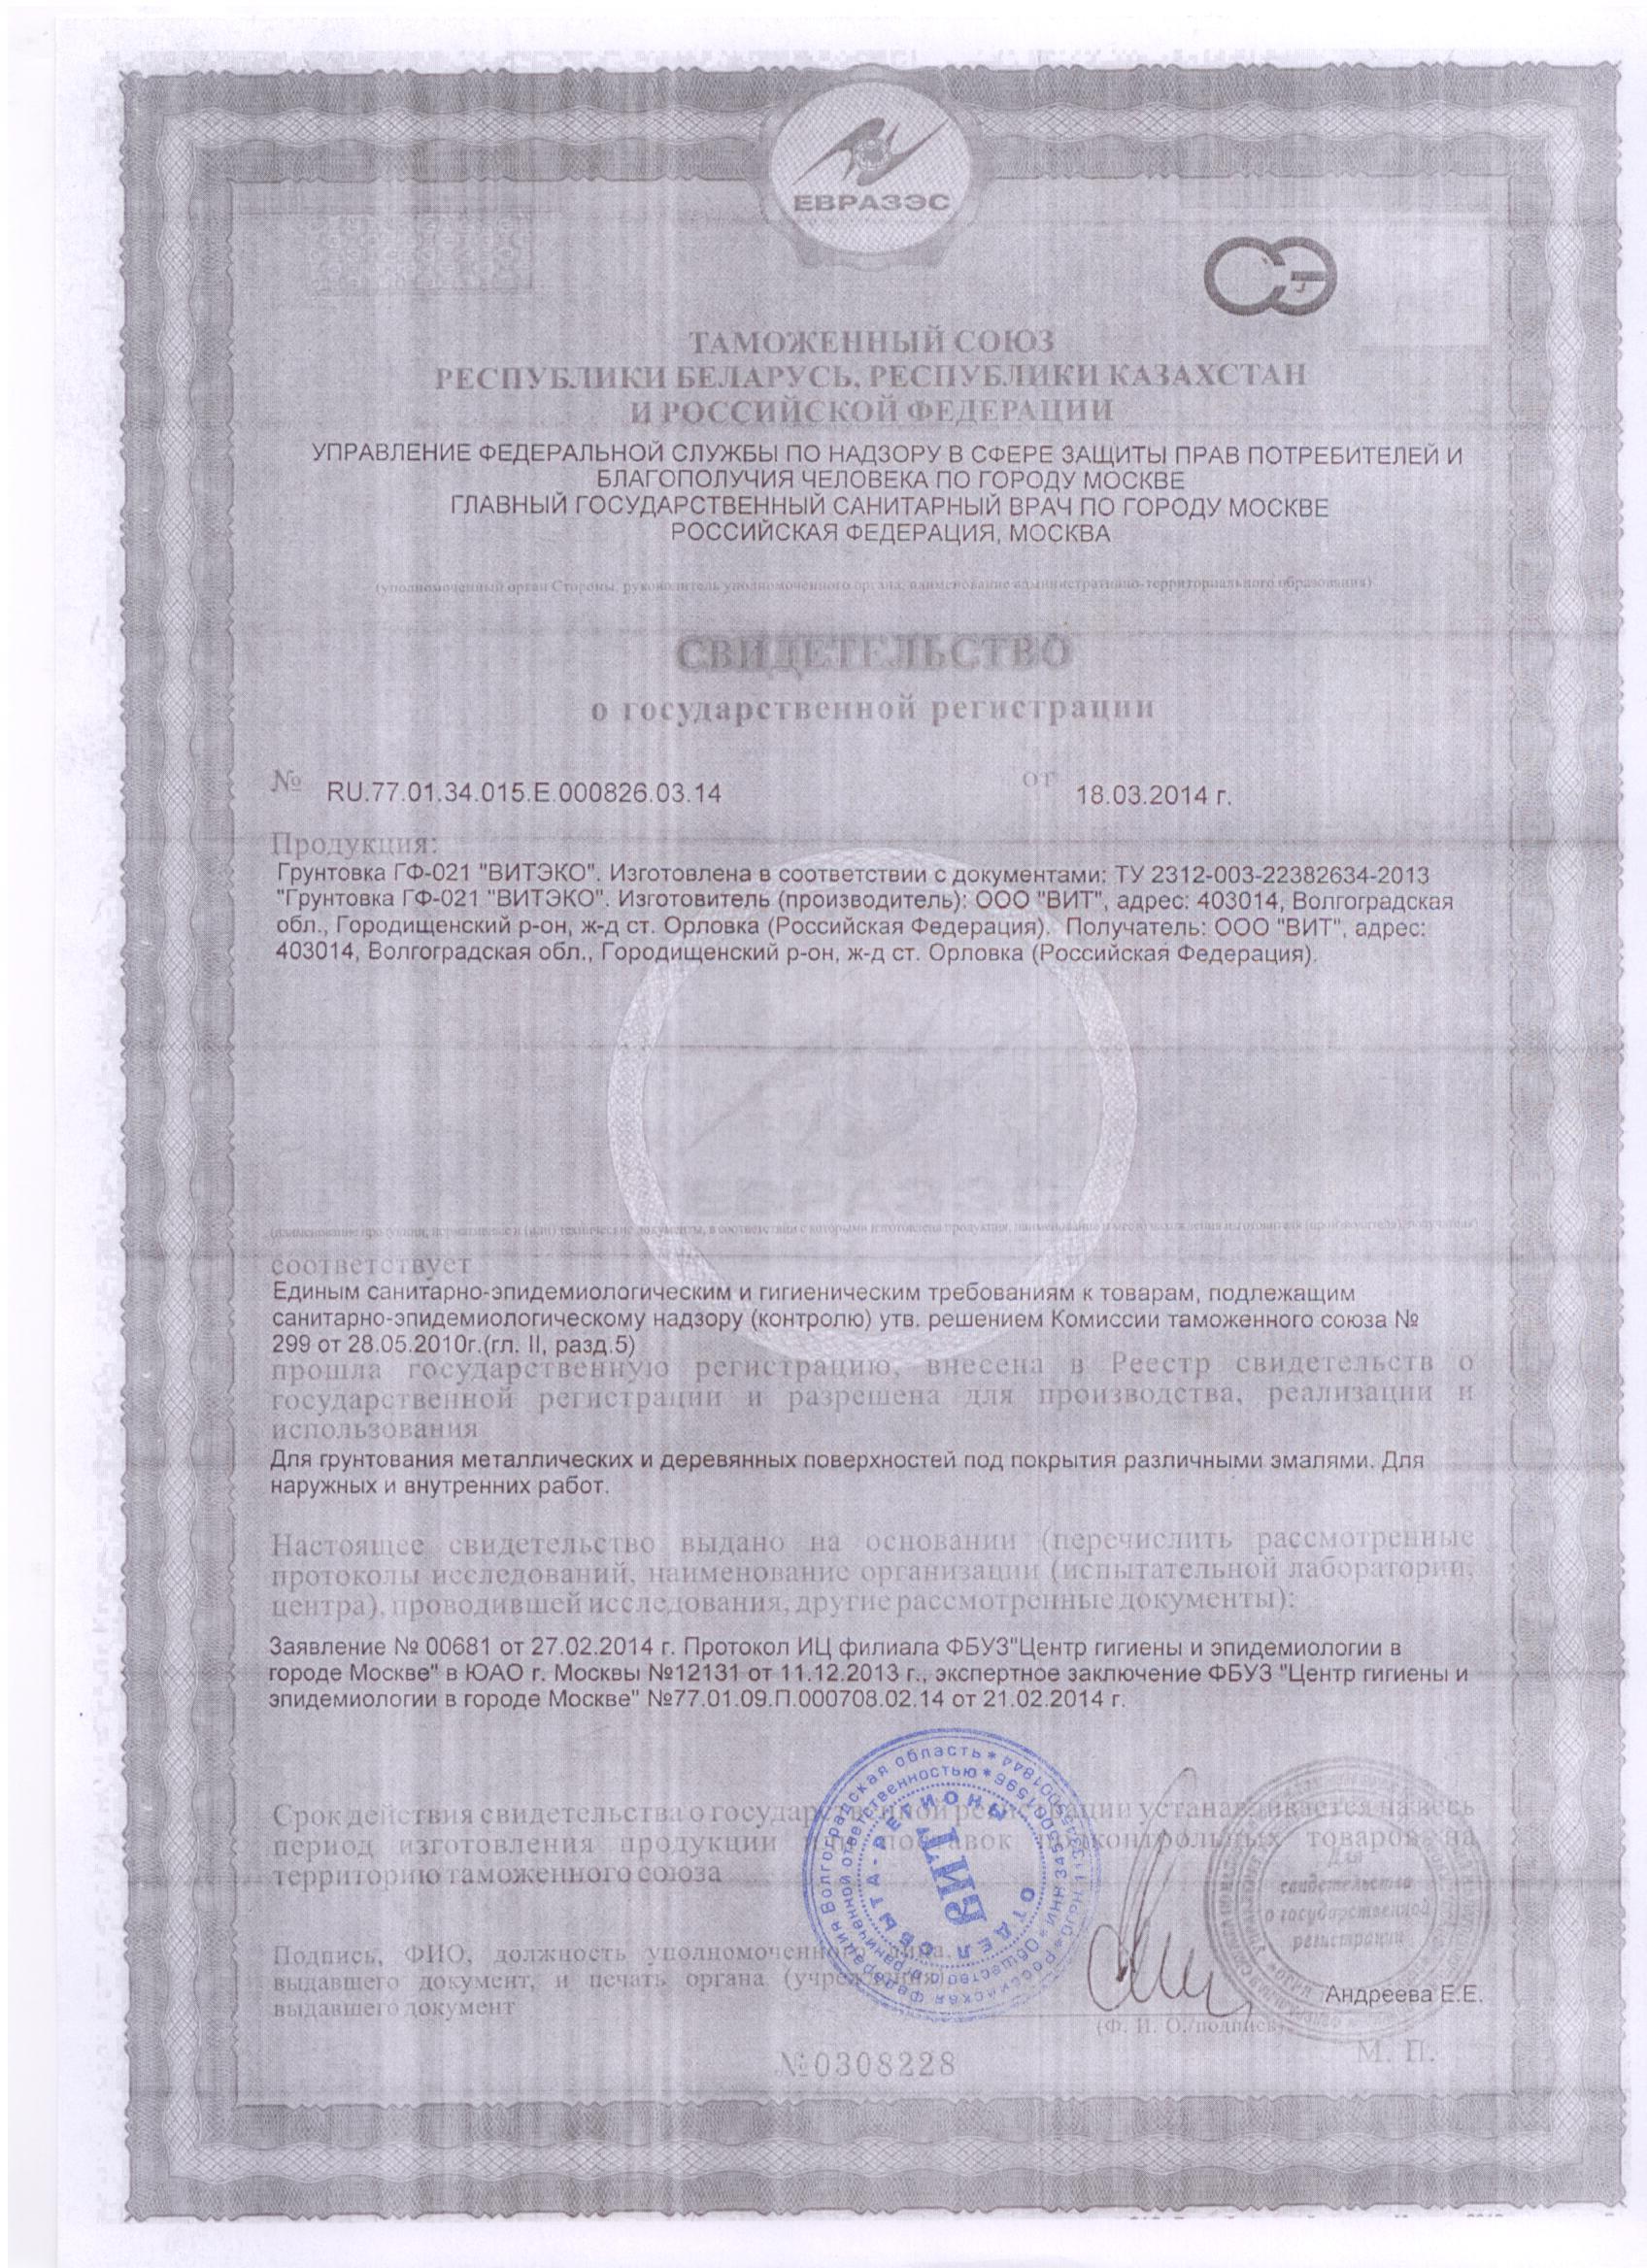 ЕВРАЗЭС
СЭ
ТАМОЖЕННЫЙ СОЮЗ
РЕСПУБЛИКИ БЕЛАРУСЬ, РЕСПУБЛИКИ КАЗАХСТАН
И РОССИЙСКОЙ ФЕДЕРАЦИИ
УПРАВЛЕНИЕ ФЕДЕРАЛЬНОЙ СЛУЖБЫ ПО НАДЗОРУ В СФЕРЕ ЗАЩИТЫ ПРАВ ПОТРЕБИТЕЛЕЙ И
БЛАГОПОЛУЧИЯ ЧЕЛОВЕКА ПО ГОРОДУ МОСКВЕ
ГЛАВНЫЙ ГОСУДАРСТВЕННЫЙ САНИТАРНЫЙ ВРАЧ ПО ГОРОДУ МОСКВЕ
РОССИЙСКАЯ ФЕДЕРАЦИЯ, МОСКВА
(уполномоченный орган Стороны, руководитель уполномоченного органа, наименование административно-территориального образования)
СВИДЕТЕЛЬСТВО
о государственной регистрации
№ RU.77.01.34.015.Е.000826.03.14 от 18.03.2014 г.
Продукция:
Грунтовка ГФ-021 "ВИТЭКО". Изготовлена в соответствии с документами: ТУ 2312-003-22382634-2013
"Грунтовка ГФ-021 "ВИТЭКО". Изготовитель (производитель): ООО "ВИТ", адрес: 403014, Волгоградская
обл., Городищенский р-он, ж-д ст. Орловка (Российская Федерация). Получатель: ООО "ВИТ", адрес:
403014, Волгоградская обл., Городищенский р-он, ж-д ст. Орловка (Российская Федерация).
ЕВРАЗЭС
(наименование продукции, нормативные и (или) технические документы, в соответствии с которыми изготовлена продукция, наименование и место нахождения изготовителя (производителя), получателя)
соответствует
Единым санитарно-эпидемиологическим и гигиеническим требованиям к товарам, подлежащим
санитарно-эпидемиологическому надзору (контролю) утв. решением Комиссии таможенного союза №
299 от 28.05.2010г.(гл. II, разд.5)
прошла государственную регистрацию, внесена в Реестр свидетельств о
государственной регистрации и разрешена для производства, реализации и
использования
Для грунтования металлических и деревянных поверхностей под покрытия различными эмалями. Для
наружных и внутренних работ.
Настоящее свидетельство выдано на основании (перечислить рассмотренные
протоколы исследований, наименование организации (испытательной лаборатории,
центра), проводившей исследования, другие рассмотренные документы):
Заявление № 00681 от 27.02.2014 г. Протокол ИЦ филиала ФБУЗ"Центр гигиены и эпидемиологии в
городе Москве" в ЮАО г. Москвы №12131 от 11.12.2013 г., экспертное заключение ФБУЗ "Центр гигиены и
эпидемиологии в городе Москве" №77.01.09.П.000708.02.14 от 21.02.2014 г.
Срок действия свидетельства о государственной регистрации устанавливается на весь
период изготовления продукции или поставок подконтрольных товаров на
территорию таможенного союза
Российская Федерация Волгоградская область
Общество с ограниченной ответственностью
ОТДЕЛ СБЫТА-РЕГИОНЫ
"ВИТ"
Для
свидетельства
о государственной
регистрации
Подпись, ФИО, должность уполномоченного лица,
выдавшего документ, и печать органа (учреждения),
выдавшего документ
Андреева Е.Е.
(Ф. И. О./подпись)
М. П.
№0308228